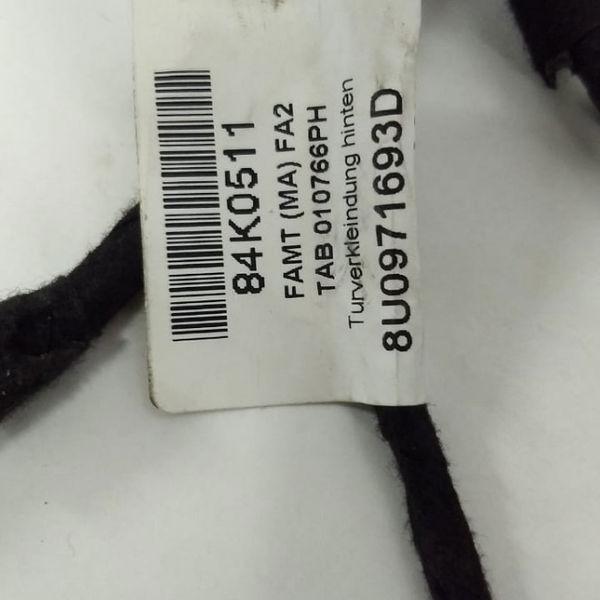 84K0511
FAMT (MA) FA2
TAB 010766PH
Turverkleindung hinten
8U0971693D